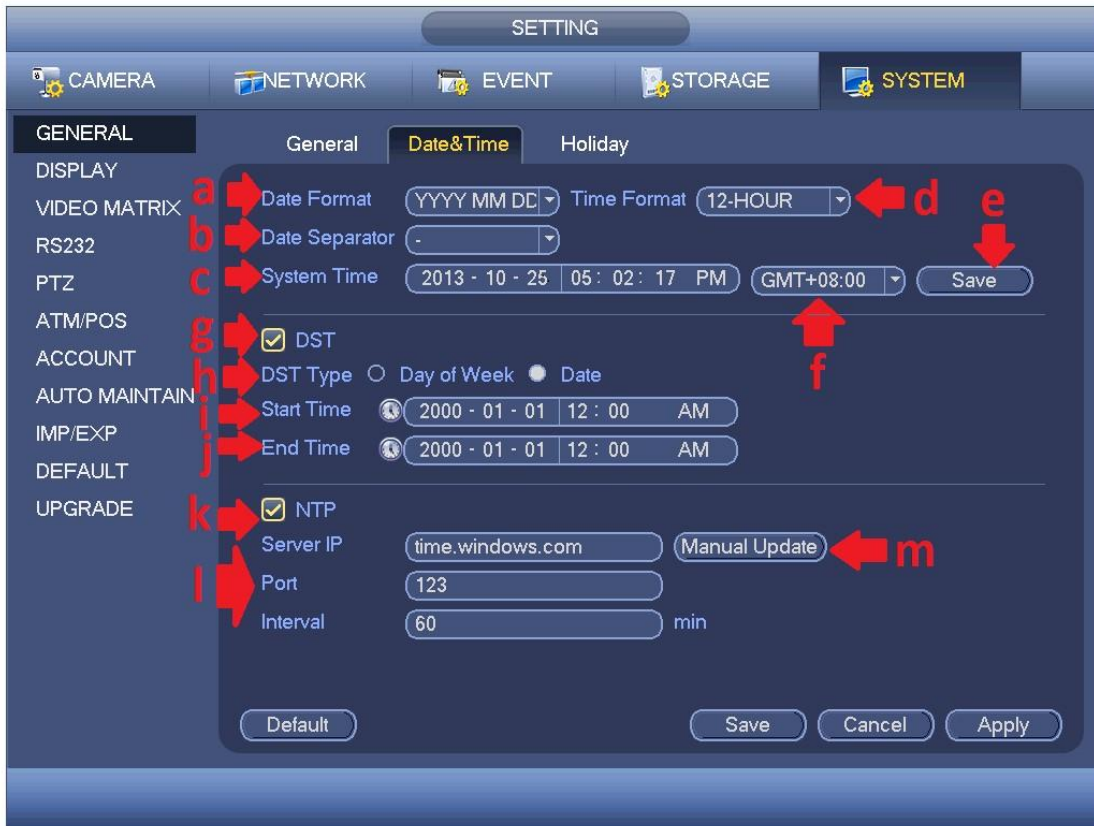 SETTING
CAMERA NETWORK EVENT STORAGE SYSTEM
GENERAL
DISPLAY
VIDEO MATRIX
RS232
PTZ
ATM/POS
ACCOUNT
AUTO MAINTAIN
IMP/EXP
DEFAULT
UPGRADE
General Date&Time Holiday
a Date Format YYYY MM DD Time Format 12-HOUR d
b Date Separator - e
c System Time 2013 - 10 - 25 05 : 02 : 17 PM GMT+08:00 Save
f
g DST
h DST Type Day of Week Date
i Start Time 2000 - 01 - 01 12 : 00 AM
j End Time 2000 - 01 - 01 12 : 00 AM
k NTP
Server IP time.windows.com Manual Update m
l Port 123
Interval 60 min
Default Save Cancel Apply